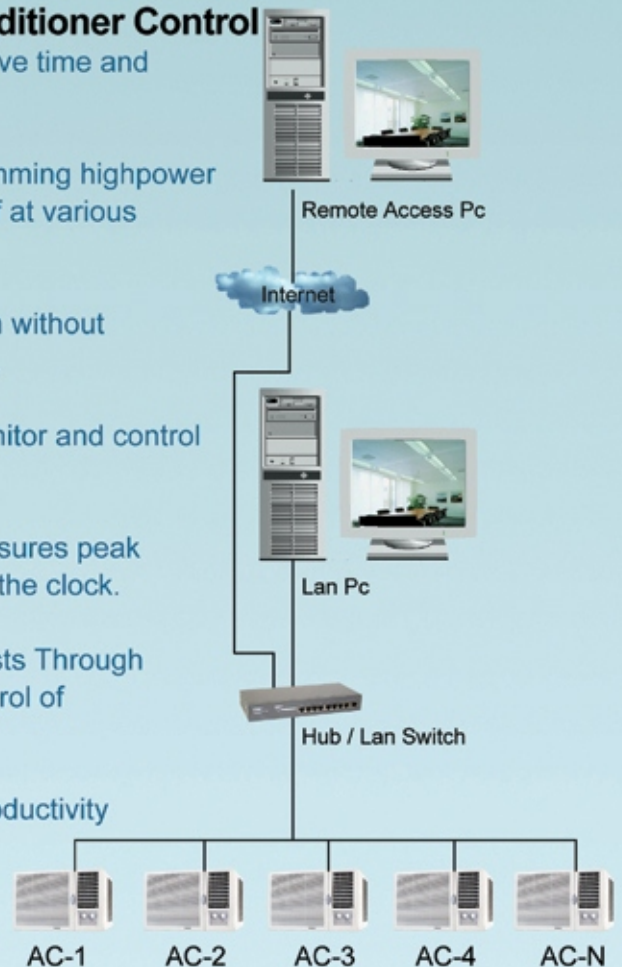 ditioner Control
ve time and
nming highpower
f at various
Remote Access Pc
Internet
n without
nitor and control
sures peak
the clock.
Lan Pc
sts Through
rol of
Hub / Lan Switch
oductivity
AC-1 AC-2 AC-3 AC-4 AC-N